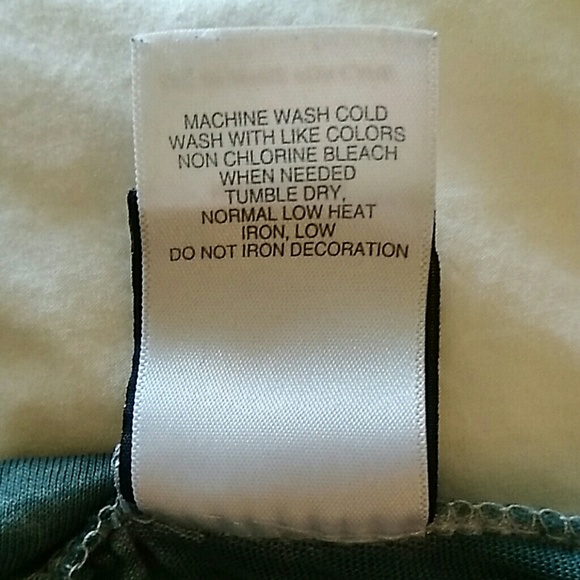 MACHINE WASH COLD
WASH WITH LIKE COLORS
NON CHLORINE BLEACH
WHEN NEEDED
TUMBLE DRY,
NORMAL LOW HEAT
IRON, LOW
DO NOT IRON DECORATION